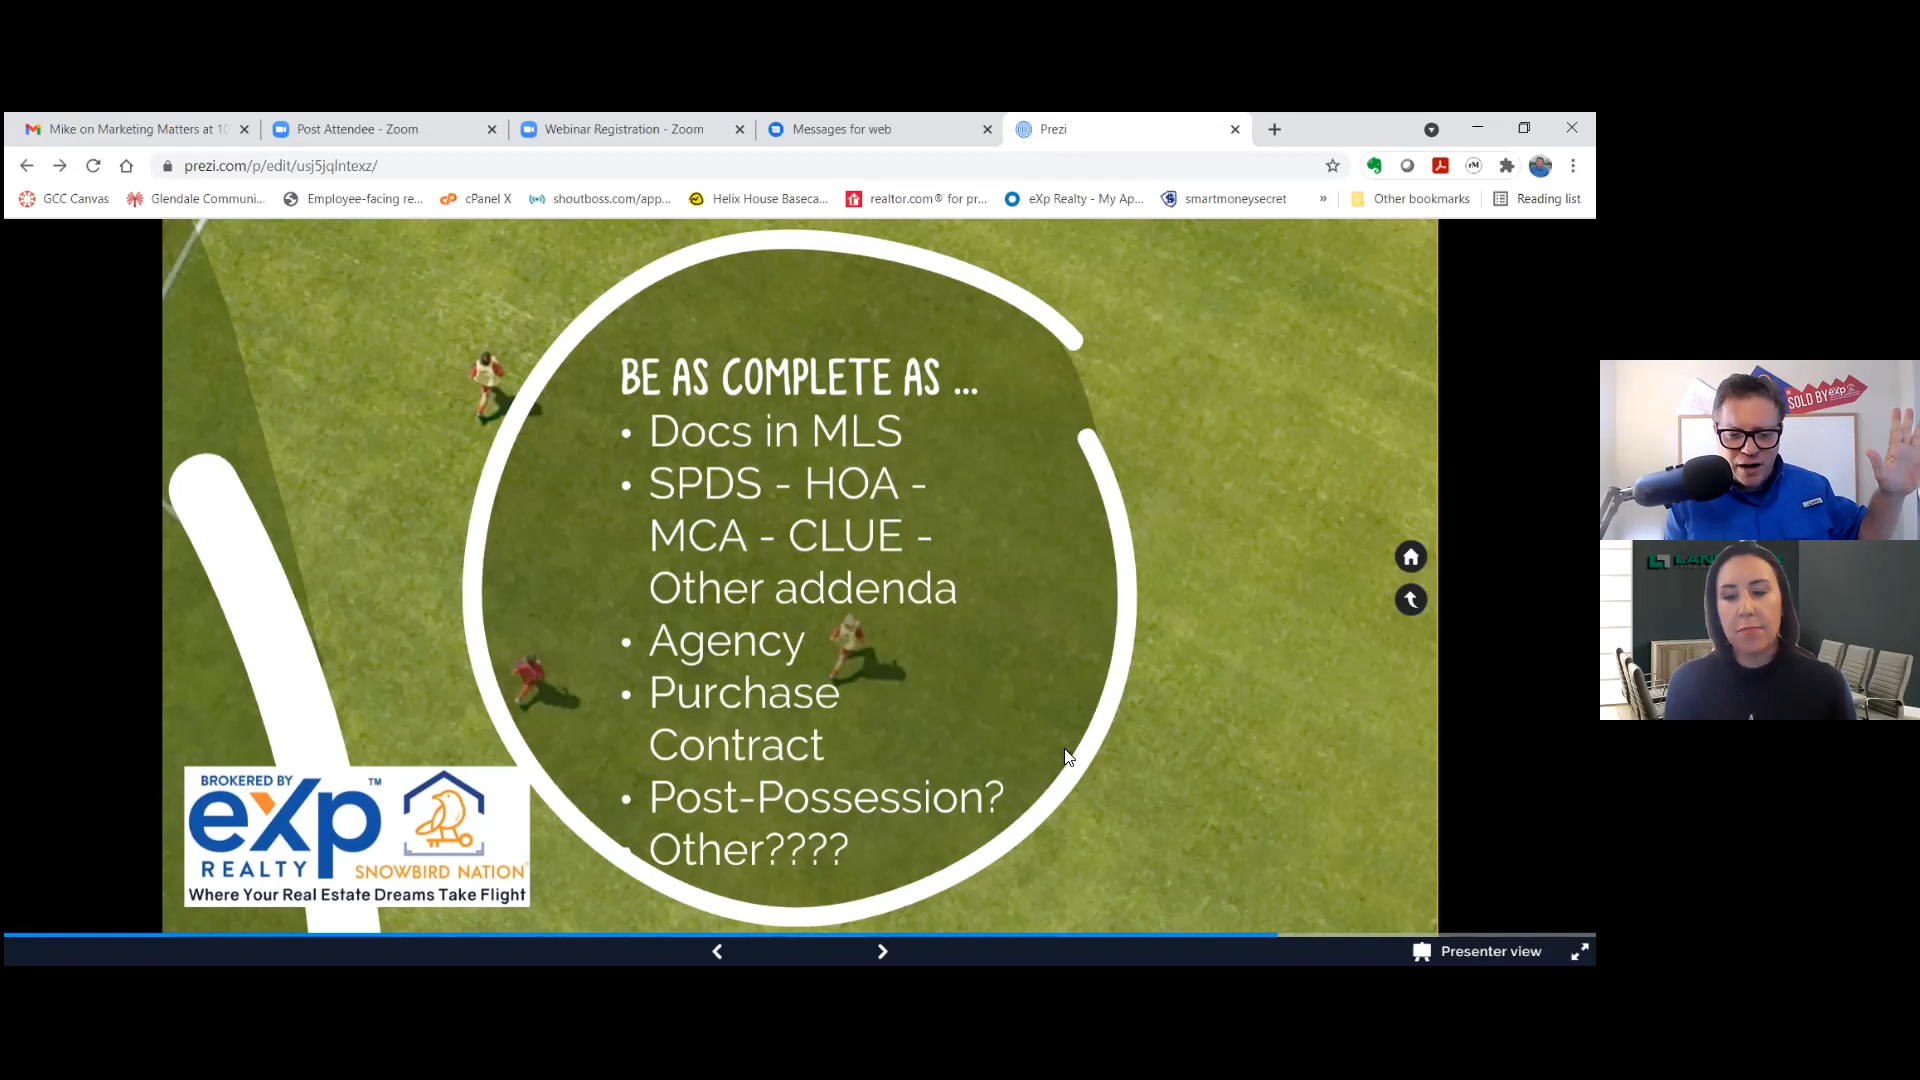 Mike on Marketing Matters at 10
Post Attendee - Zoom
Webinar Registration - Zoom
Messages for web
Prezi
prezi.com/p/edit/usj5jqlntexz/
GCC Canvas
Glendale Communi...
Employee-facing re...
cPanel X
shoutboss.com/app...
Helix House Baseca...
realtor.com® for pr...
eXp Realty - My Ap...
smartmoneysecret
»
Other bookmarks
Reading list
BE AS COMPLETE AS ...
• Docs in MLS
• SPDS - HOA -
MCA - CLUE -
Other addenda
• Agency
• Purchase
Contract
• Post-Possession?
• Other????
BROKERED BY
eXp™
REALTY
SNOWBIRD NATION
Where Your Real Estate Dreams Take Flight
Presenter view
SOLD BY eXp